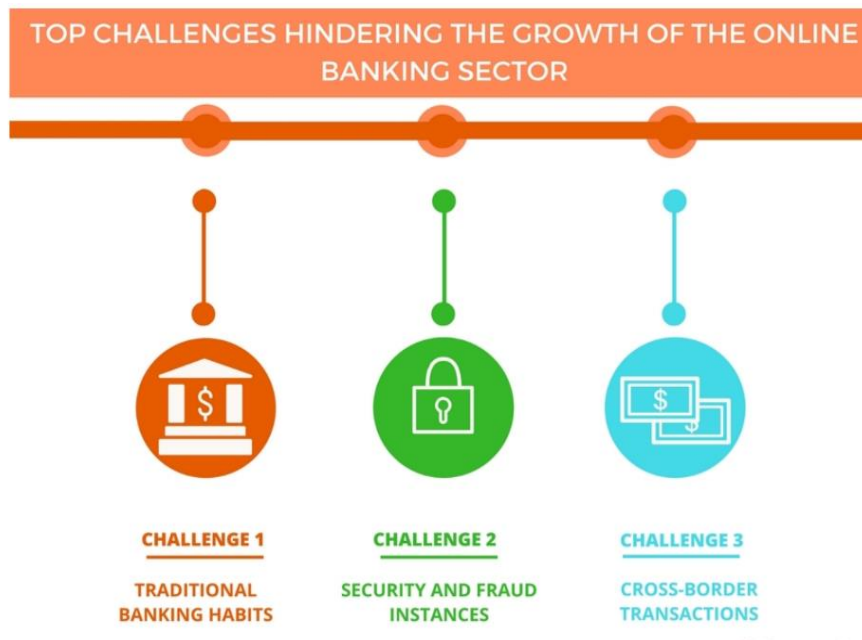 TOP CHALLENGES HINDERING THE GROWTH OF THE ONLINE
BANKING SECTOR
$
$
$
CHALLENGE 1
CHALLENGE 2
CHALLENGE 3
TRADITIONAL
BANKING HABITS
SECURITY AND FRAUD
INSTANCES
CROSS-BORDER
TRANSACTIONS